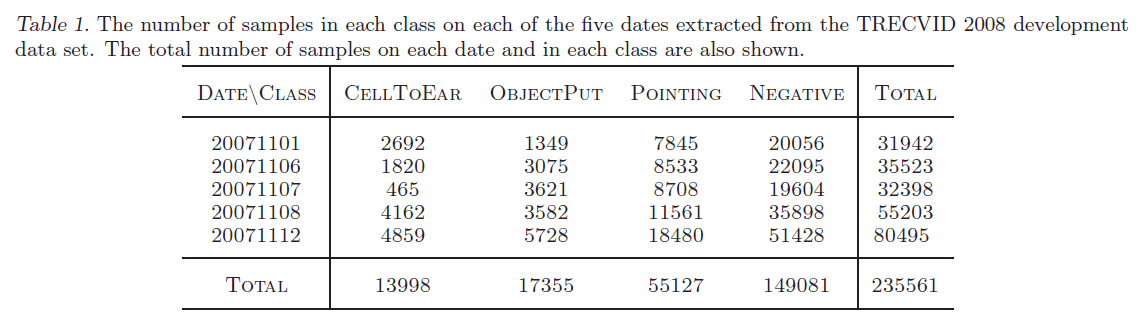 Table 1. The number of samples in each class on each of the five dates extracted from the TRECVID 2008 development
data set. The total number of samples on each date and in each class are also shown.
DATE\CLASS CELLTOEAR OBJECTPUT POINTING NEGATIVE TOTAL
20071101 2692 1349 7845 20056 31942
20071106 1820 3075 8533 22095 35523
20071107 465 3621 8708 19604 32398
20071108 4162 3582 11561 35898 55203
20071112 4859 5728 18480 51428 80495
TOTAL 13998 17355 55127 149081 235561